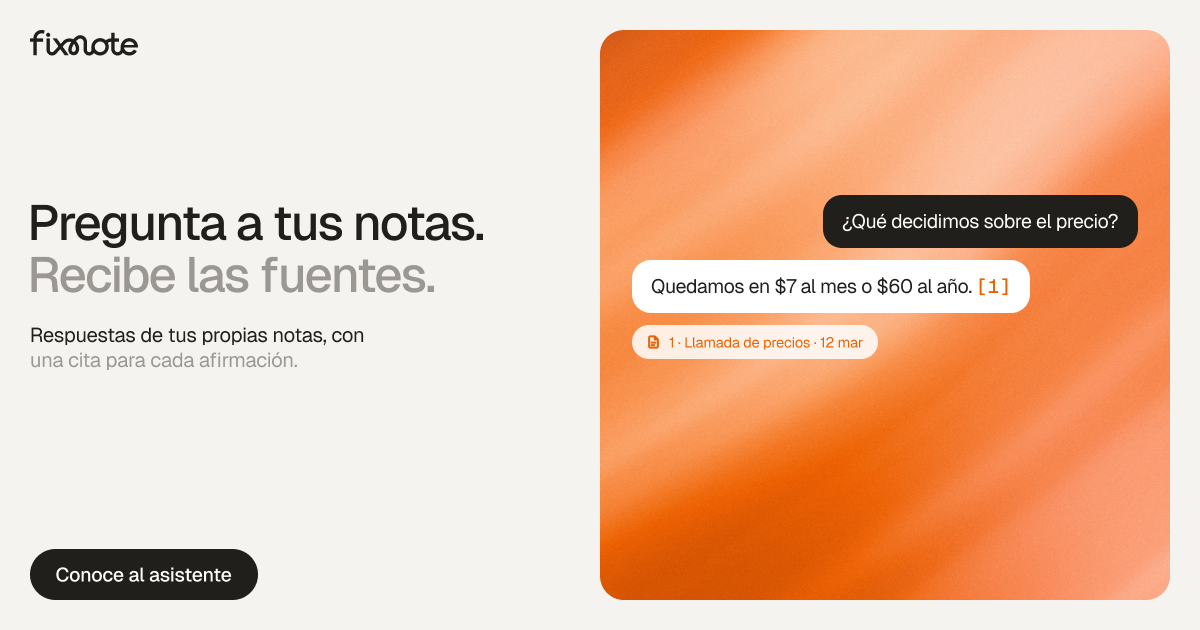 fixnote
Pregunta a tus notas.
Recibe las fuentes.
Respuestas de tus propias notas, con
una cita para cada afirmación.
Conoce al asistente
¿Qué decidimos sobre el precio?
Quedamos en $7 al mes o $60 al año. [1]
1 · Llamada de precios · 12 mar